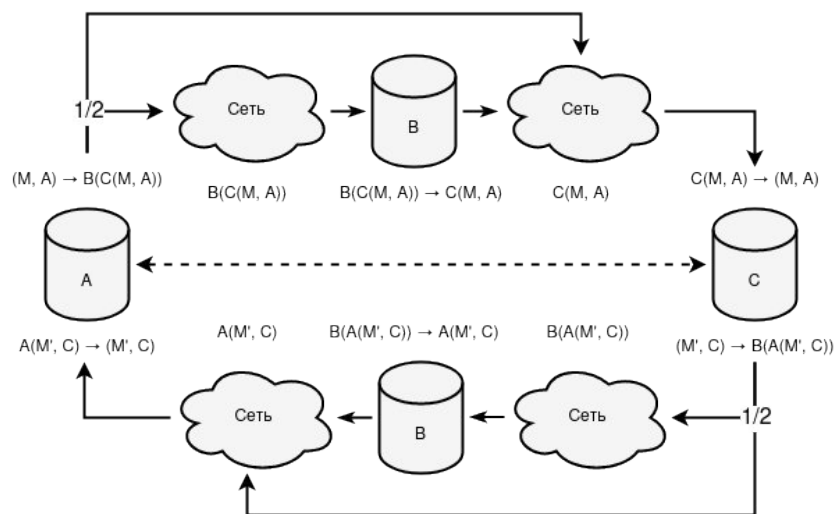 1/2
Сеть
B
Сеть
(M, A) → B(C(M, A))
B(C(M, A))
B(C(M, A)) → C(M, A)
C(M, A)
C(M, A) → (M, A)
A
C
A(M', C) → (M', C)
A(M', C)
B(A(M', C)) → A(M', C)
B(A(M', C))
(M', C) → B(A(M', C))
Сеть
B
Сеть
1/2